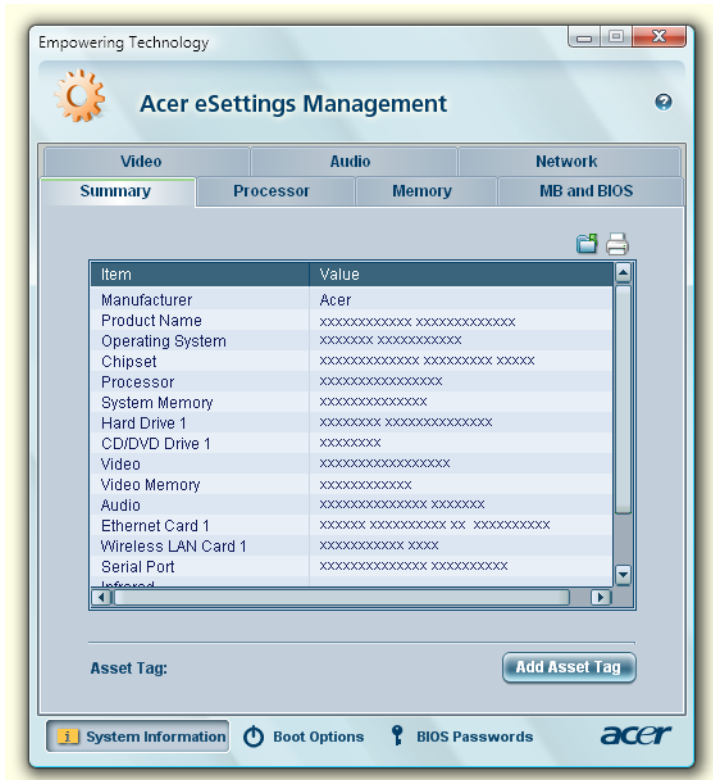 Empowering Technology
Acer eSettings Management
Video Audio Network
Summary Processor Memory MB and BIOS
Item Value
Manufacturer Acer
Product Name xxxxxxxxxxxx xxxxxxxxxxxxx
Operating System xxxxxxx xxxxxxxxxxx
Chipset xxxxxxxxxxxxx xxxxxxxxx xxxxx
Processor xxxxxxxxxxxxxxxx
System Memory xxxxxxxxxxxxxx
Hard Drive 1 xxxxxxxx xxxxxxxxxxxxxx
CD/DVD Drive 1 xxxxxxxx
Video xxxxxxxxxxxxxxxxx
Video Memory xxxxxxxxxxxx
Audio xxxxxxxxxxxxxx xxxxxxx
Ethernet Card 1 xxxxxx xxxxxxxxxx xx xxxxxxxxxx
Wireless LAN Card 1 xxxxxxxxxxx xxxx
Serial Port xxxxxxxxxxxxxx xxxxxxxxxx
Infrared
Asset Tag: Add Asset Tag
System Information Boot Options BIOS Passwords acer